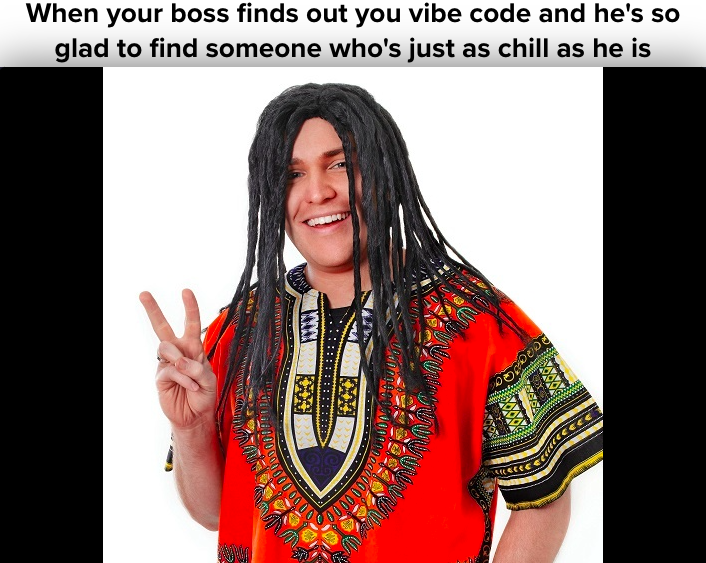 When your boss finds out you vibe code and he's so
glad to find someone who's just as chill as he is